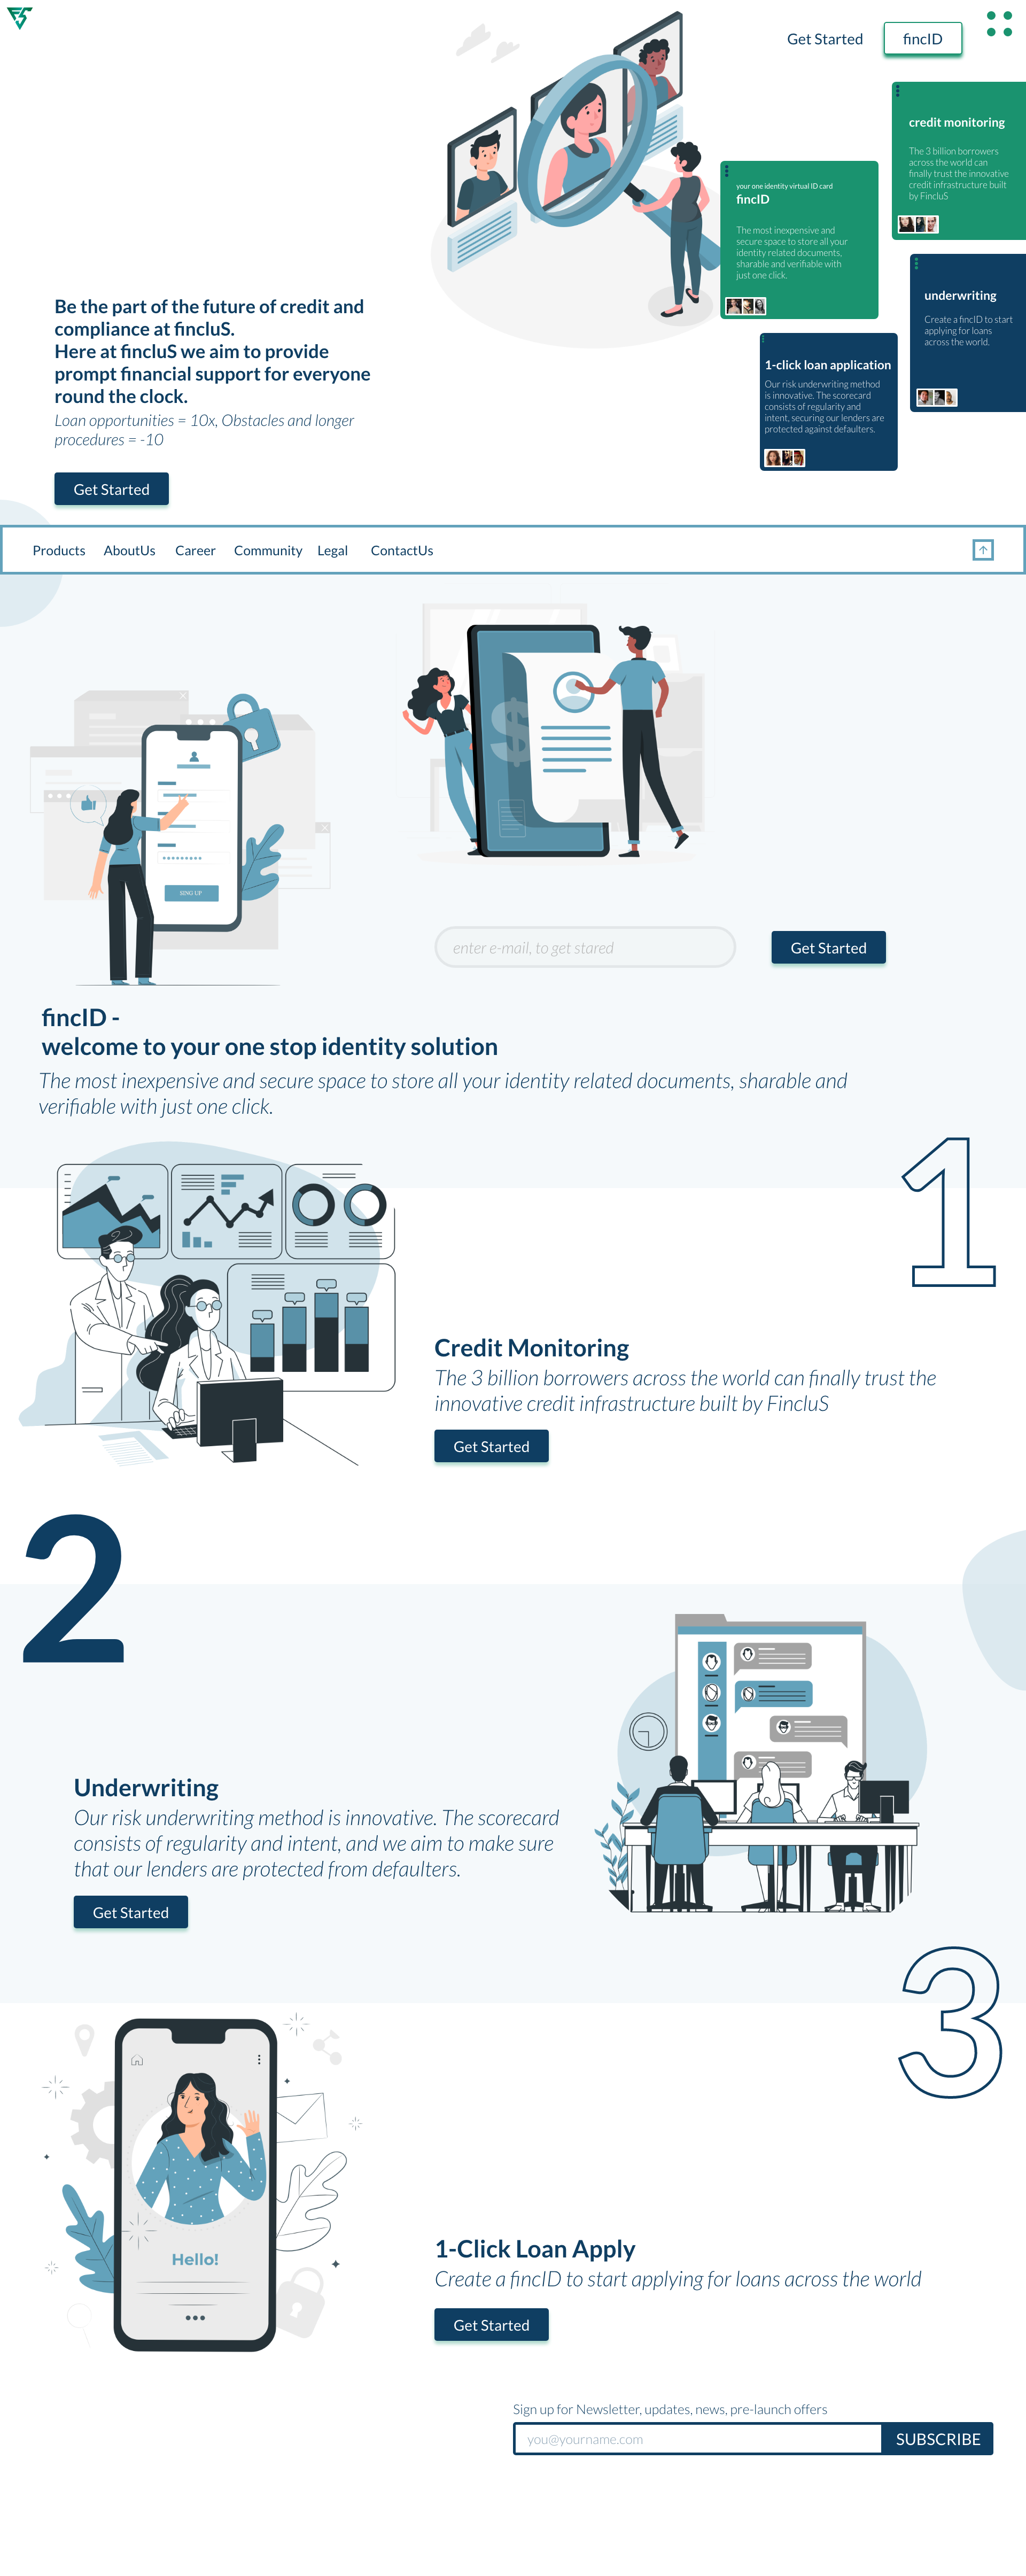 Get Started
fincID
credit monitoring
The 3 billion borrowers
across the world can
finally trust the innovative
credit infrastructure built
by FincluS
your one identity virtual ID card
fincID
The most inexpensive and
secure space to store all your
identity related documents,
sharable and verifiable with
just one click.
underwriting
Create a fincID to start
applying for loans
across the world.
1-click loan application
Our risk underwriting method
is innovative. The scorecard
consists of regularity and
intent, securing our lenders are
protected against defaulters.
Be the part of the future of credit and
compliance at fincluS.
Here at fincluS we aim to provide
prompt financial support for everyone
round the clock.
Loan opportunities = 10x, Obstacles and longer
procedures = -10
Get Started
Products AboutUs Career Community Legal ContactUs
$
SING UP
enter e-mail, to get stared
Get Started
fincID -
welcome to your one stop identity solution
The most inexpensive and secure space to store all your identity related documents, sharable and
verifiable with just one click.
1
Credit Monitoring
The 3 billion borrowers across the world can finally trust the
innovative credit infrastructure built by FincluS
Get Started
2
Underwriting
Our risk underwriting method is innovative. The scorecard
consists of regularity and intent, and we aim to make sure
that our lenders are protected from defaulters.
Get Started
3
Hello!
1-Click Loan Apply
Create a fincID to start applying for loans across the world
Get Started
Sign up for Newsletter, updates, news, pre-launch offers
you@yourname.com
SUBSCRIBE